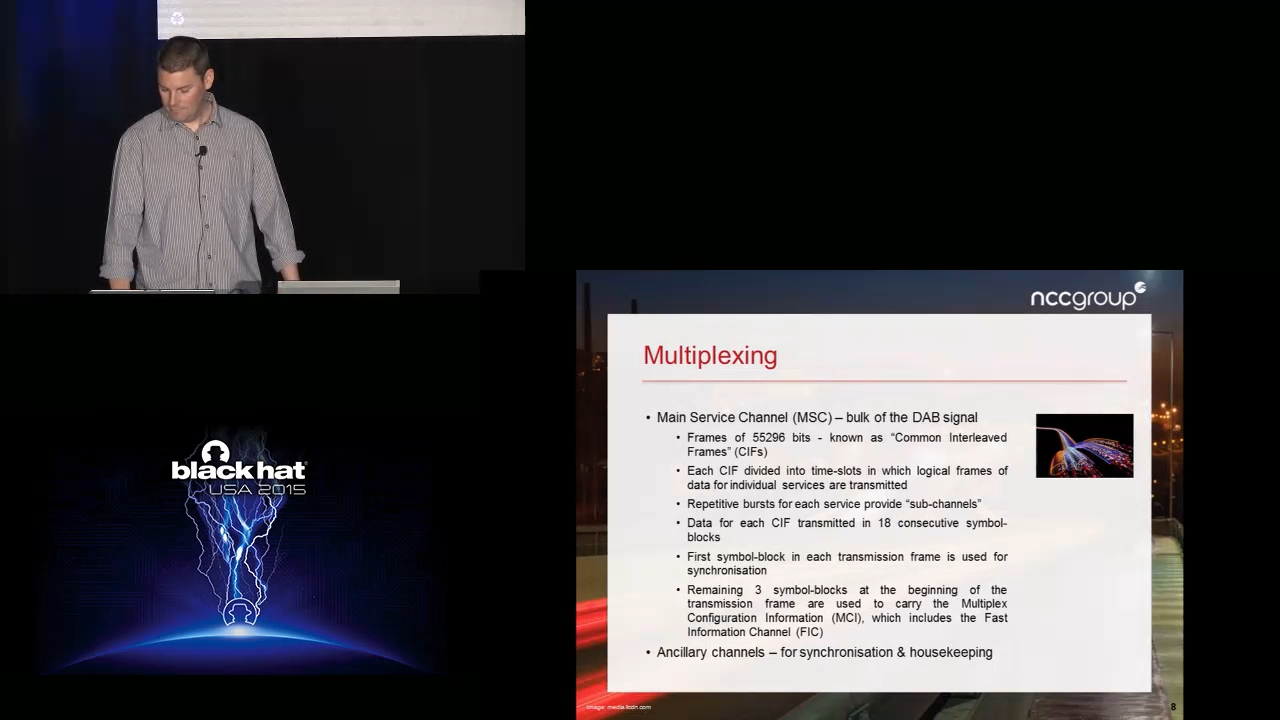 nccgroup
Multiplexing
• Main Service Channel (MSC) – bulk of the DAB signal
• Frames of 55296 bits - known as “Common Interleaved
Frames” (CIFs)
• Each CIF divided into time-slots in which logical frames of
data for individual services are transmitted
• Repetitive bursts for each service provide “sub-channels”
• Data for each CIF transmitted in 18 consecutive symbol-
blocks
• First symbol-block in each transmission frame is used for
synchronisation
• Remaining 3 symbol-blocks at the beginning of the
transmission frame are used to carry the Multiplex
Configuration Information (MCI), which includes the Fast
Information Channel (FIC)
• Ancillary channels – for synchronisation & housekeeping
black hat
USA 2015
8